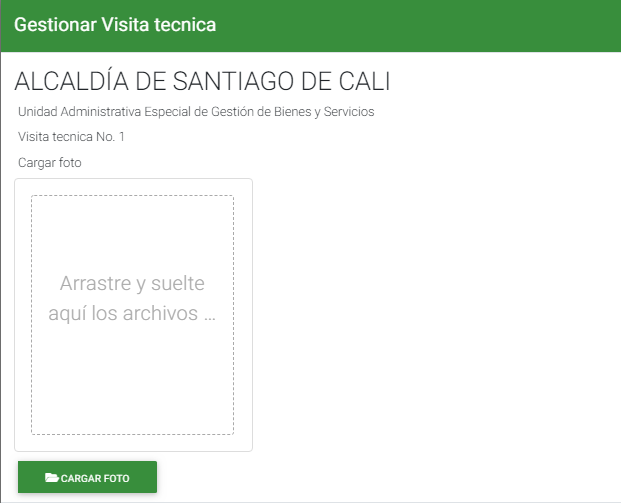 Gestionar Visita tecnica
ALCALDÍA DE SANTIAGO DE CALI
Unidad Administrativa Especial de Gestión de Bienes y Servicios
Visita tecnica No. 1
Cargar foto
Arrastre y suelte
aquí los archivos ...
CARGAR FOTO